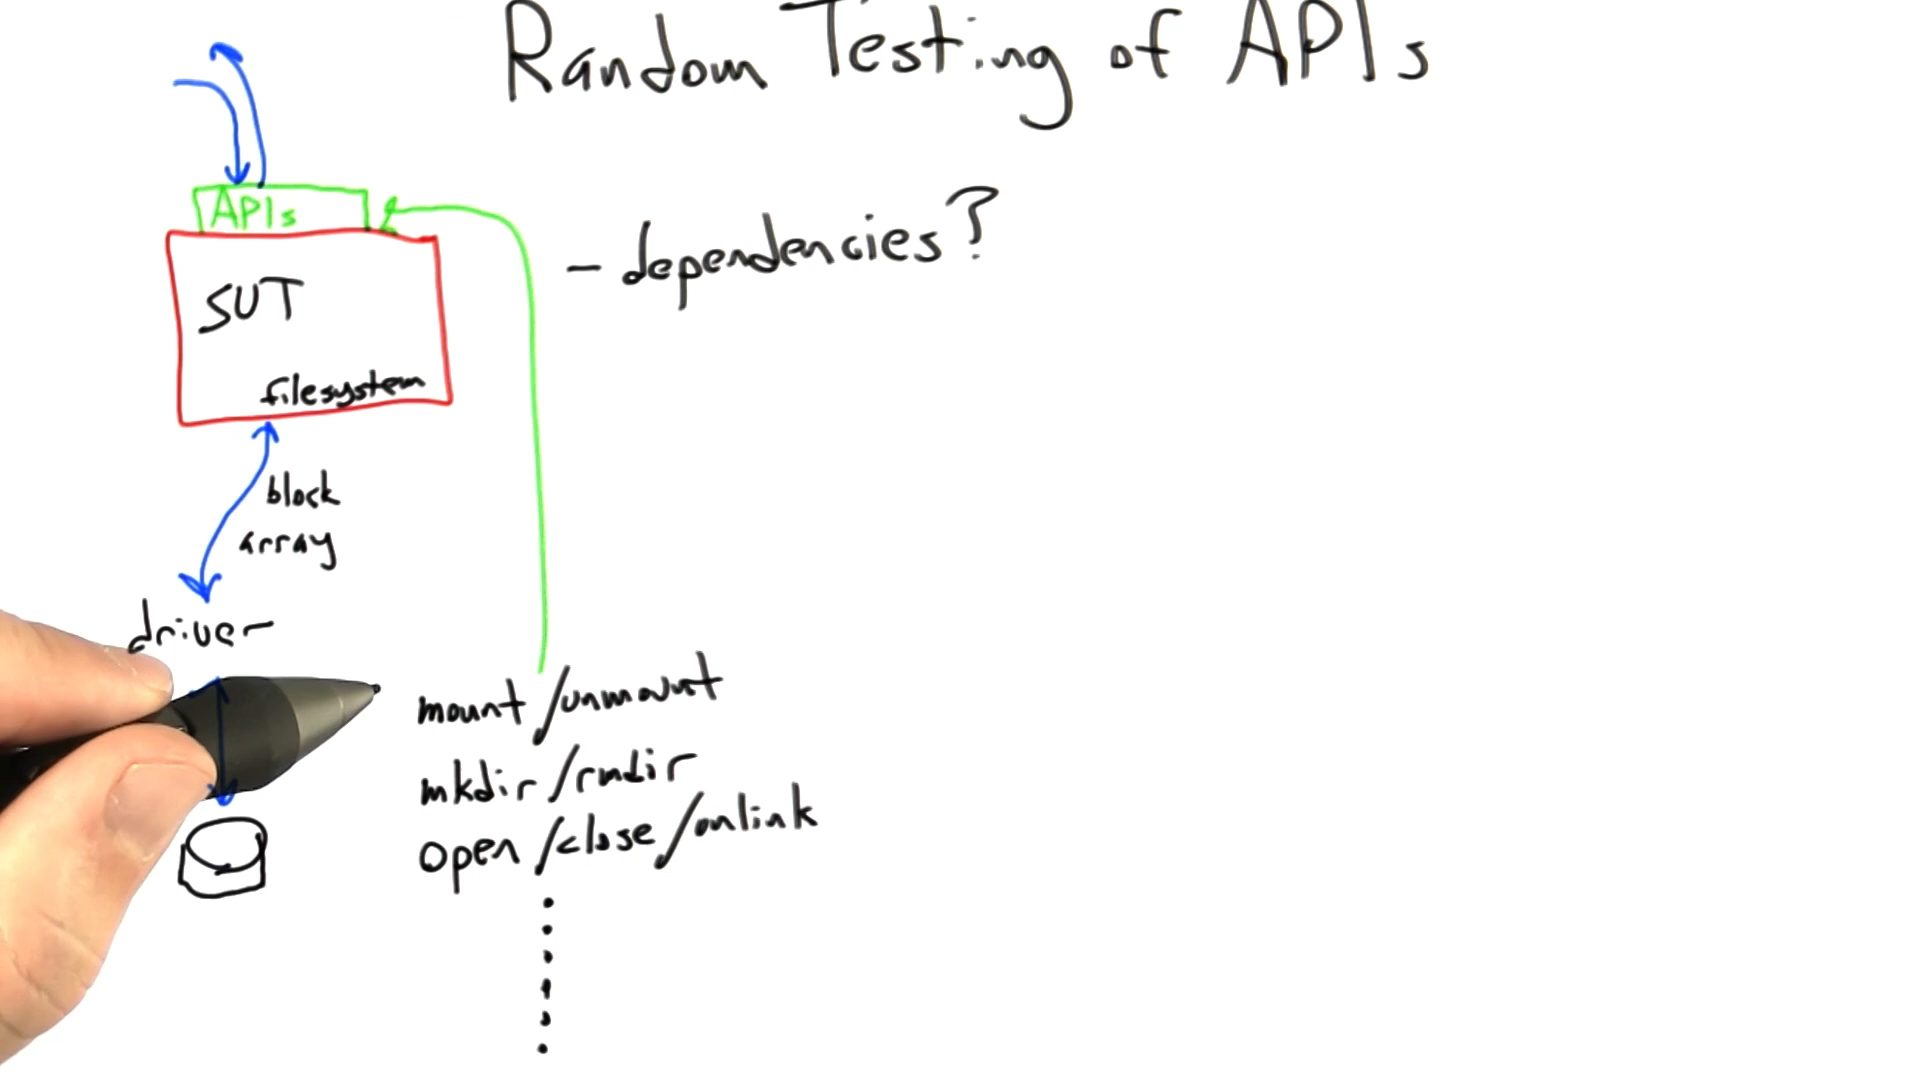 Random Testing of APIs
APIs
- dependencies?
SUT
filesystem
block
array
driver
mount/unmount
mkdir/rmdir
open/close/unlink